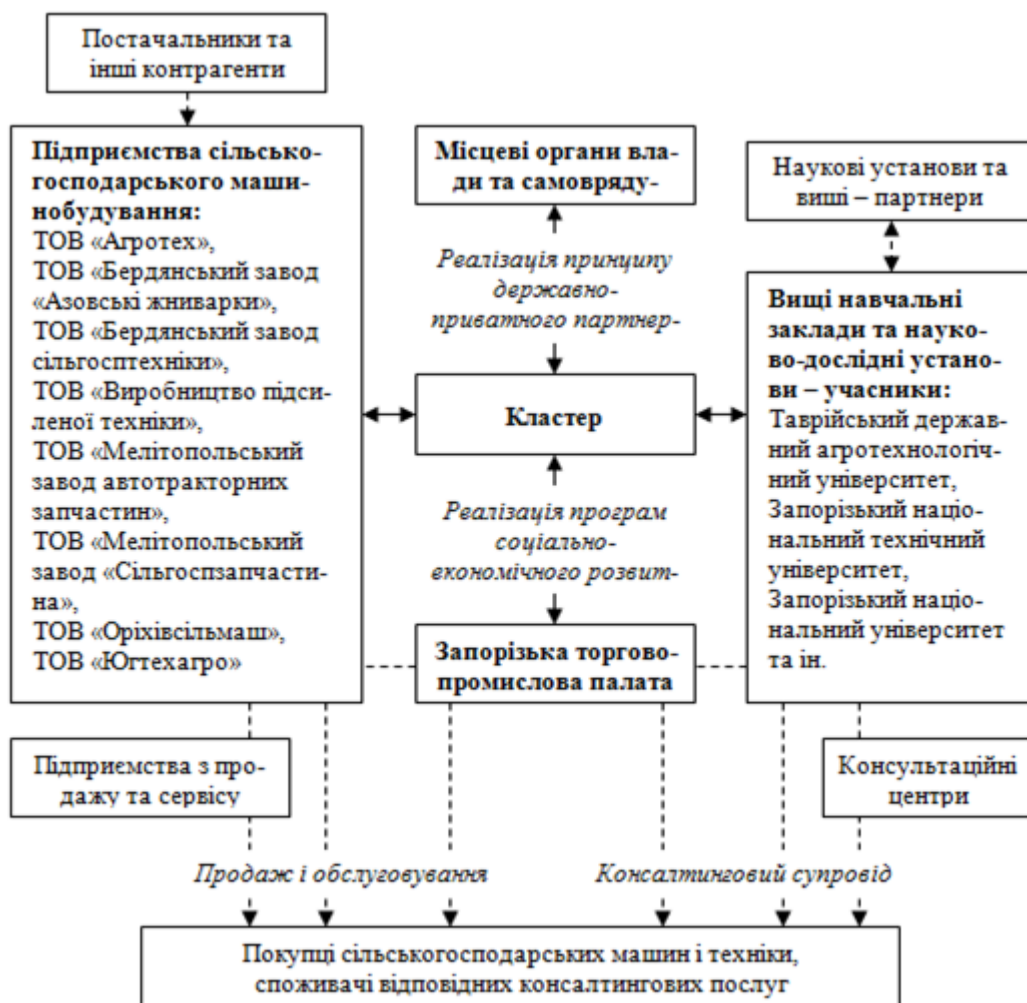 Постачальники та
інші контрагенти
Підприємства сільсько-
господарського маши-
нобудування:
ТОВ «Агротех»,
ТОВ «Бердянський завод
«Азовські жниварки»,
ТОВ «Бердянський завод
сільгосптехніки»,
ТОВ «Виробництво підси-
леної техніки»,
ТОВ «Мелітопольський
завод автотракторних
запчастин»,
ТОВ «Мелітопольський
завод «Сільгоспзапчасти-
на»,
ТОВ «Оріхівсільмаш»,
ТОВ «Югтехагро»
Місцеві органи вла-
ди та самовряду-
Реалізація принципу
державно-
приватного партнер-
Кластер
Реалізація програм
соціально-
економічного розвит-
Запорізька торгово-
промислова палата
Наукові установи та
виші – партнери
Вищі навчальні
заклади та науко-
во-дослідні устано-
ви – учасники:
Таврійський держав-
ний агротехнологіч-
ний університет,
Запорізький націо-
нальний технічний
університет,
Запорізький націо-
нальний університет
та ін.
Підприємства з про-
дажу та сервісу
Консультаційні
центри
Продаж і обслуговування
Консалтинговий супровід
Покупці сільськогосподарських машин і техніки,
споживачі відповідних консалтингових послуг